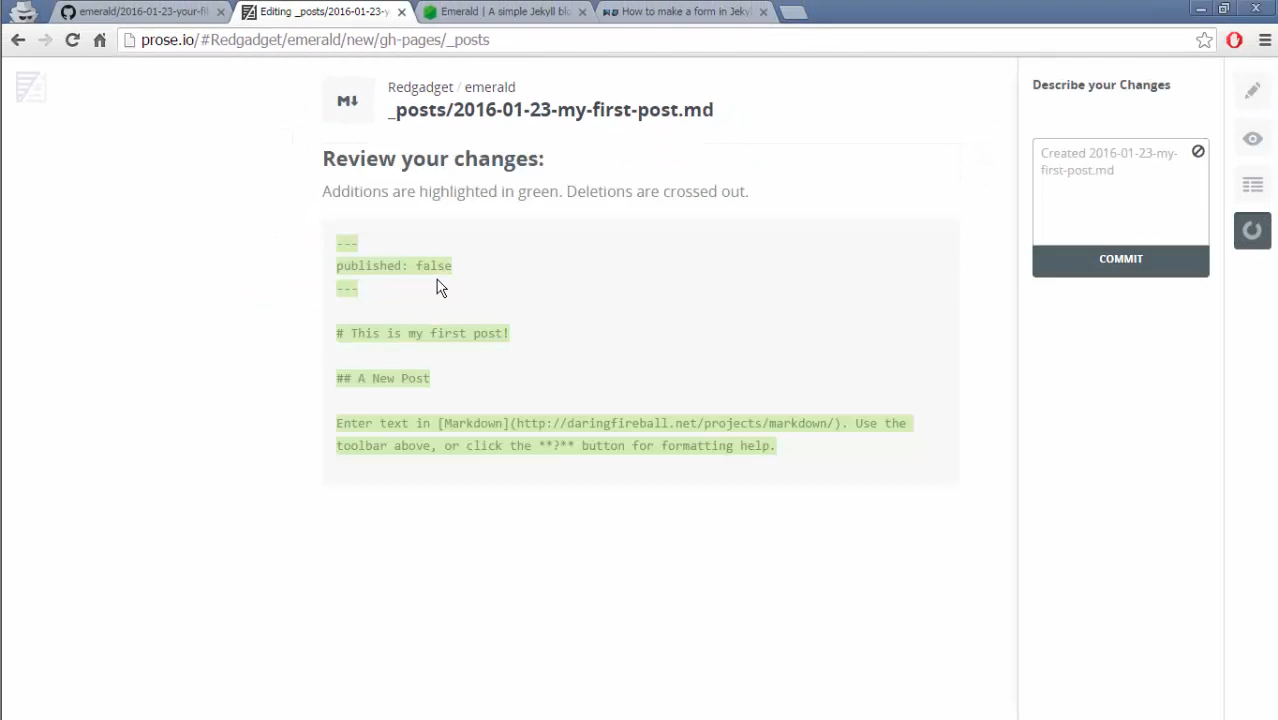 emerald/2016-01-23-your-fil
Editing _posts/2016-01-23-y
Emerald | A simple Jekyll blo
How to make a form in Jeky
prose.io/#Redgadget/emerald/new/gh-pages/_posts
Redgadget / emerald
M
_posts/2016-01-23-my-first-post.md
Review your changes:
Additions are highlighted in green. Deletions are crossed out.
---
published: false
---
# This is my first post!
## A New Post
Enter text in [Markdown](http://daringfireball.net/projects/markdown/). Use the
toolbar above, or click the **?** button for formatting help.
Describe your Changes
Created 2016-01-23-my-
first-post.md
COMMIT